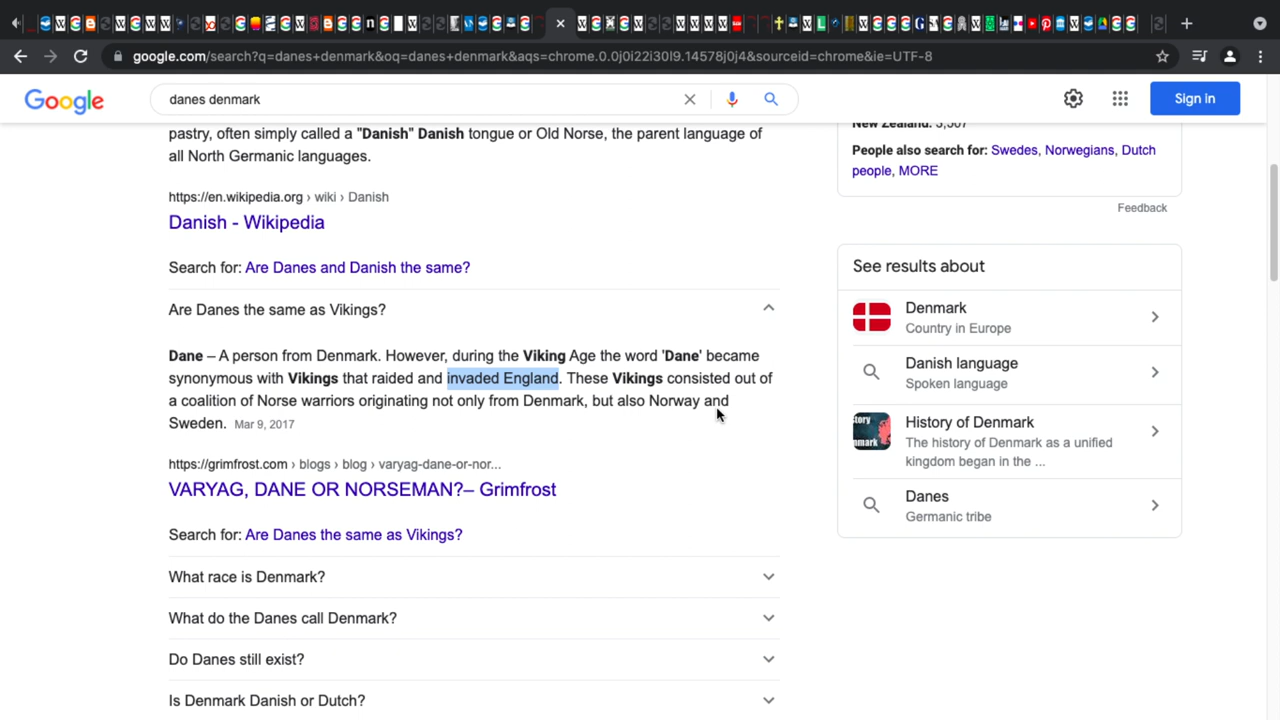 google.com/search?q=danes+denmark&oq=danes+denmark&aqs=chrome.0.0j0i22i30l9.14578j0j4&sourceid=chrome&ie=UTF-8
Google
danes denmark
Sign in
pastry, often simply called a "Danish" Danish tongue or Old Norse, the parent language of
all North Germanic languages.
https://en.wikipedia.org › wiki › Danish
Danish - Wikipedia
Search for: Are Danes and Danish the same?
Are Danes the same as Vikings?
Dane – A person from Denmark. However, during the Viking Age the word 'Dane' became
synonymous with Vikings that raided and invaded England. These Vikings consisted out of
a coalition of Norse warriors originating not only from Denmark, but also Norway and
Sweden. Mar 9, 2017
https://grimfrost.com › blogs › blog › varyag-dane-or-nor...
VARYAG, DANE OR NORSEMAN?– Grimfrost
Search for: Are Danes the same as Vikings?
What race is Denmark?
What do the Danes call Denmark?
Do Danes still exist?
Is Denmark Danish or Dutch?
New Zealand: 3,507
People also search for: Swedes, Norwegians, Dutch
people, MORE
Feedback
See results about
Denmark
Country in Europe
Danish language
Spoken language
History of Denmark
The history of Denmark as a unified
kingdom began in the ...
Danes
Germanic tribe